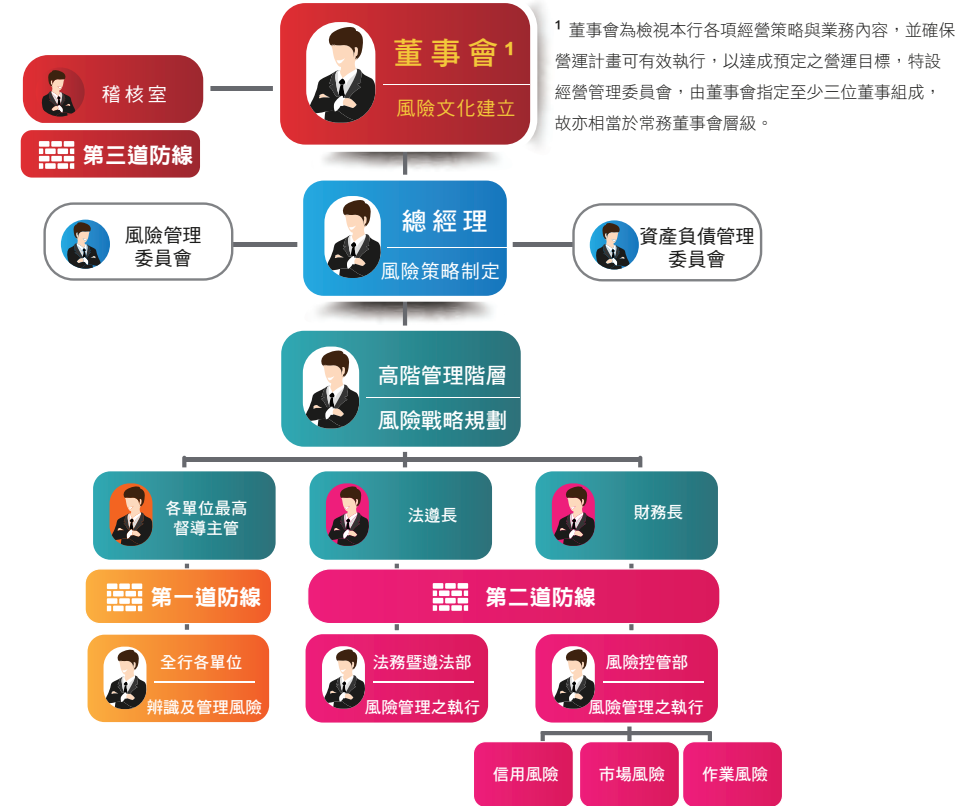 董事會¹
風險文化建立
¹ 董事會為檢視本行各項經營策略與業務內容，並確保
營運計畫可有效執行，以達成預定之營運目標，特設
經營管理委員會，由董事會指定至少三位董事組成，
故亦相當於常務董事會層級。
稽核室
第三道防線
風險管理
委員會
總經理
風險策略制定
資產負債管理
委員會
高階管理階層
風險戰略規劃
各單位最高
督導主管
法遵長
財務長
第一道防線
第二道防線
全行各單位
辨識及管理風險
法務暨遵法部
風險管理之執行
風險控管部
風險管理之執行
信用風險
市場風險
作業風險